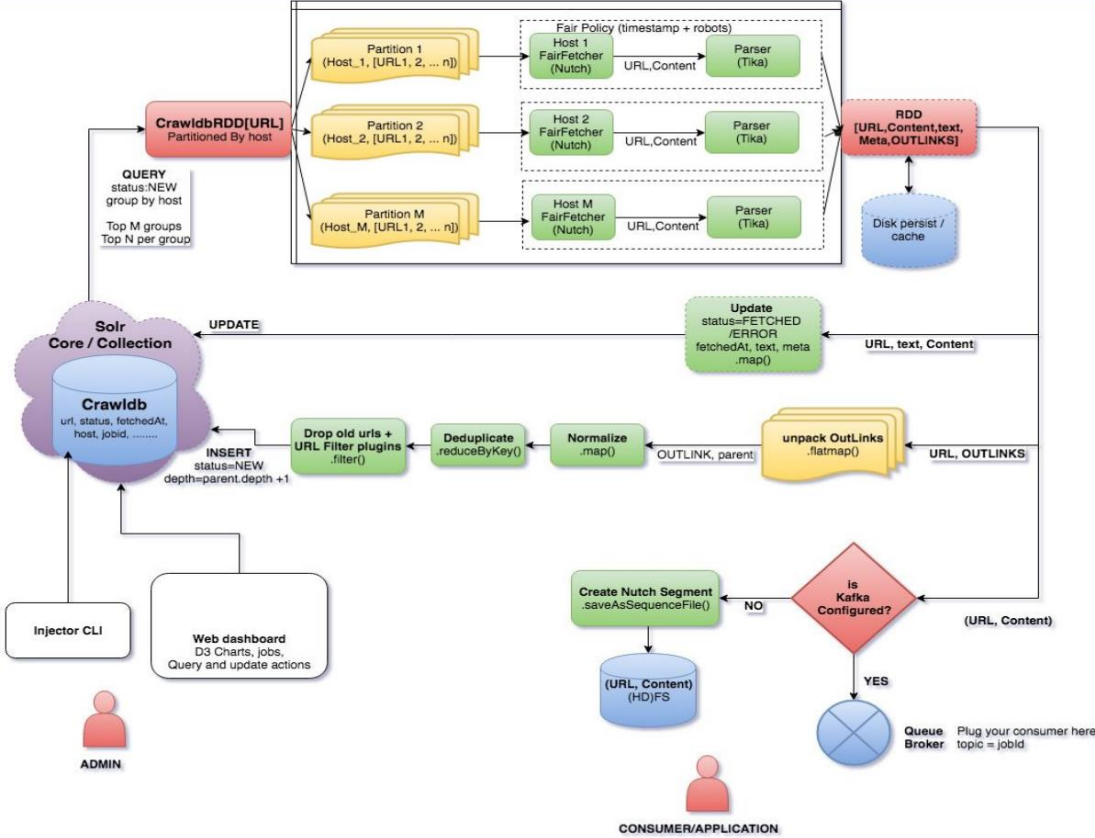 Fair Policy (timestamp + robots)
Partition 1
(Host_1, [URL1, 2, ... n])
Host 1
FairFetcher
(Nutch)
URL,Content
Parser
(Tika)
CrawldbRDD[URL]
Partitioned By host
Partition 2
(Host_2, [URL1, 2, ... n])
Host 2
FairFetcher
(Nutch)
URL,Content
Parser
(Tika)
RDD
[URL,Content,text,
Meta,OUTLINKS]
QUERY
status:NEW
group by host
Top M groups
Top N per group
Partition M
(Host_M, [URL1, 2, ... n])
Host M
FairFetcher
(Nutch)
URL,Content
Parser
(Tika)
Disk persist /
cache
Solr
Core / Collection
UPDATE
Update
status=FETCHED
/ERROR
fetchedAt, text, meta
.map()
URL, text, Content
Crawldb
url, status, fetchedAt,
host, jobid, ........
INSERT
status=NEW
depth=parent.depth +1
Drop old urls +
URL Filter plugins
.filter()
Deduplicate
.reduceByKey()
Normalize
.map()
OUTLINK, parent
unpack OutLinks
.flatmap()
URL, OUTLINKS
Injector CLI
Web dashboard
D3 Charts, jobs,
Query and update actions
Create Nutch Segment
.saveAsSequenceFile()
NO
is
Kafka
Configured?
(URL, Content)
(URL, Content)
(HD)FS
YES
Queue
Broker
Plug your consumer here
topic = jobId
ADMIN
CONSUMER/APPLICATION